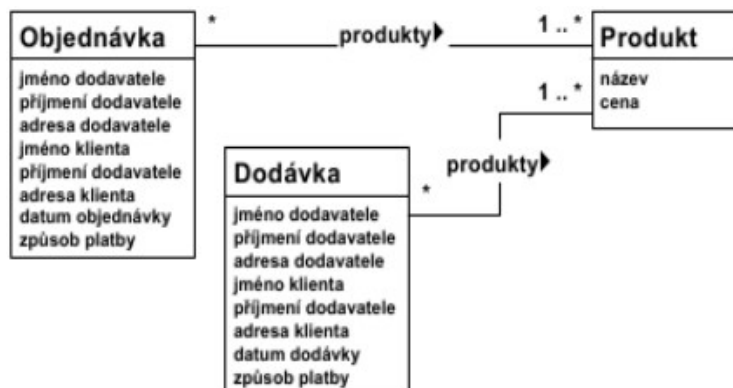 Objednávka
jméno dodavatele
příjmení dodavatele
adresa dodavatele
jméno klienta
příjmení dodavatele
adresa klienta
datum objednávky
způsob platby
*
produkty
1 .. *
Produkt
název
cena
Dodávka
jméno dodavatele
příjmení dodavatele
adresa dodavatele
jméno klienta
příjmení dodavatele
adresa klienta
datum dodávky
způsob platby
*
produkty
1 .. *